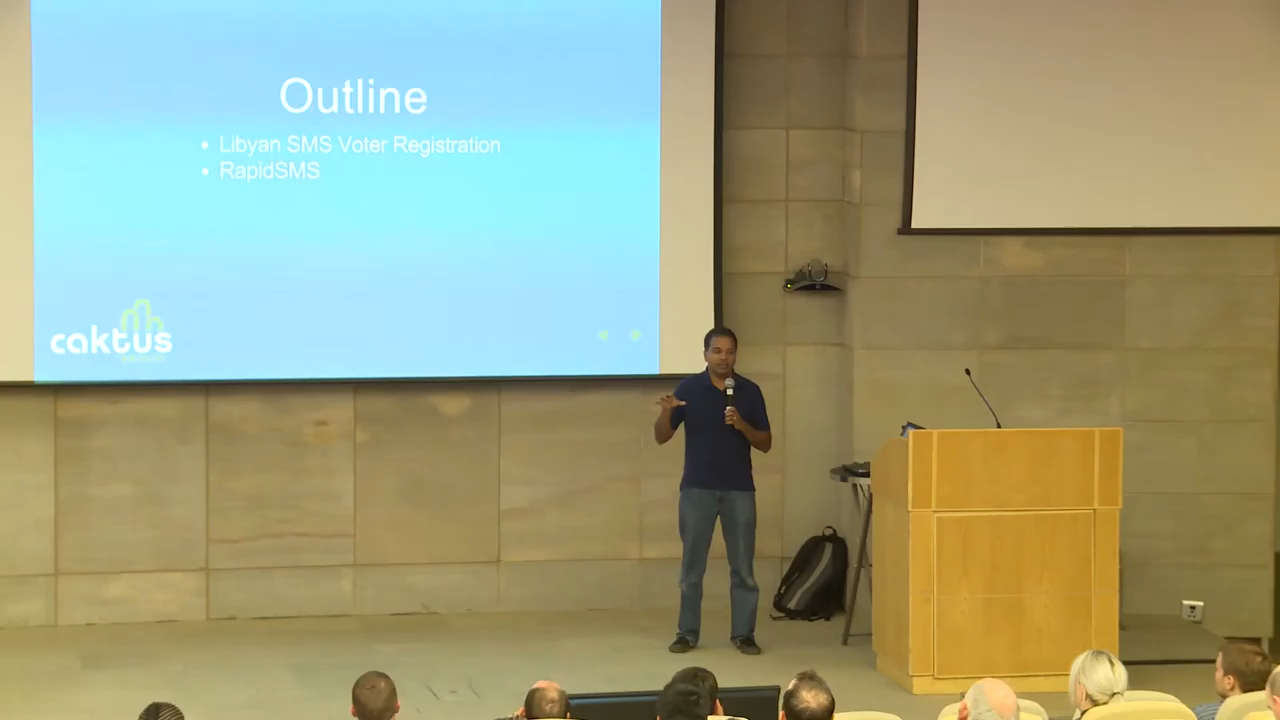 Outline
• Libyan SMS Voter Registration
• RapidSMS
caktus